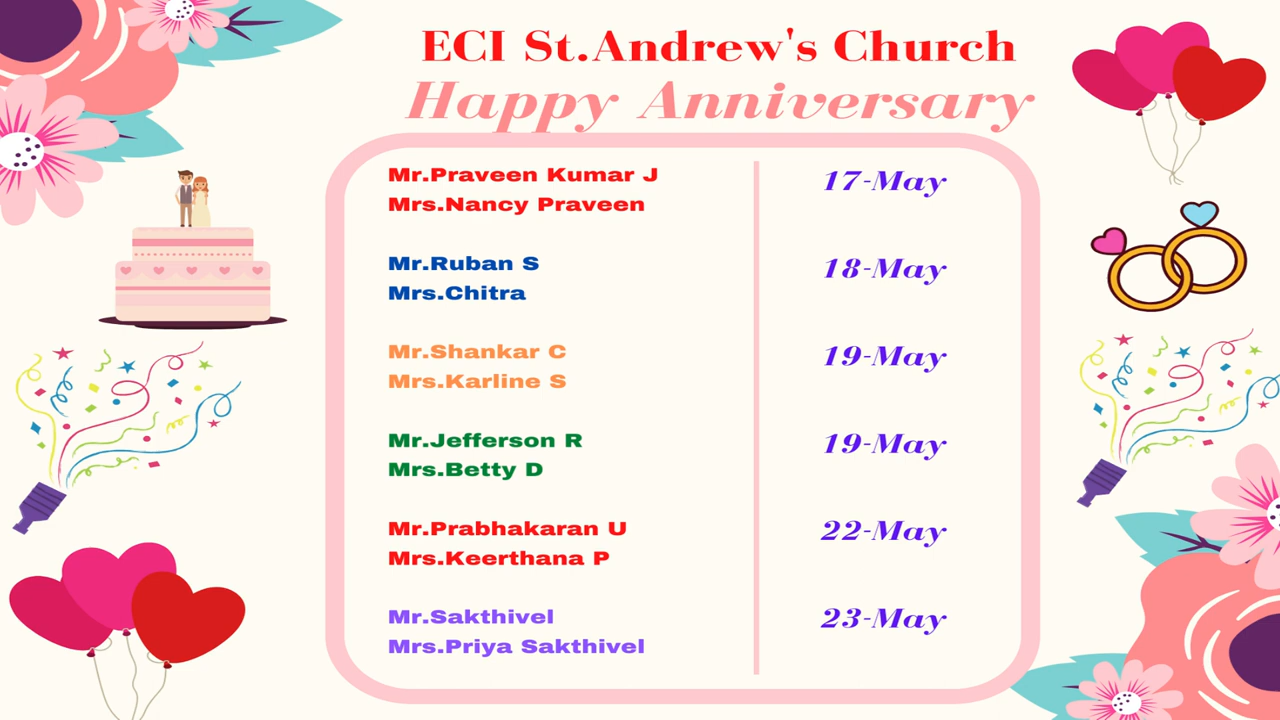 ECI St.Andrew's Church
Happy Anniversary
Mr.Praveen Kumar J
Mrs.Nancy Praveen
17-May
Mr.Ruban S
Mrs.Chitra
18-May
Mr.Shankar C
Mrs.Karline S
19-May
Mr.Jefferson R
Mrs.Betty D
19-May
Mr.Prabhakaran U
Mrs.Keerthana P
22-May
Mr.Sakthivel
Mrs.Priya Sakthivel
23-May